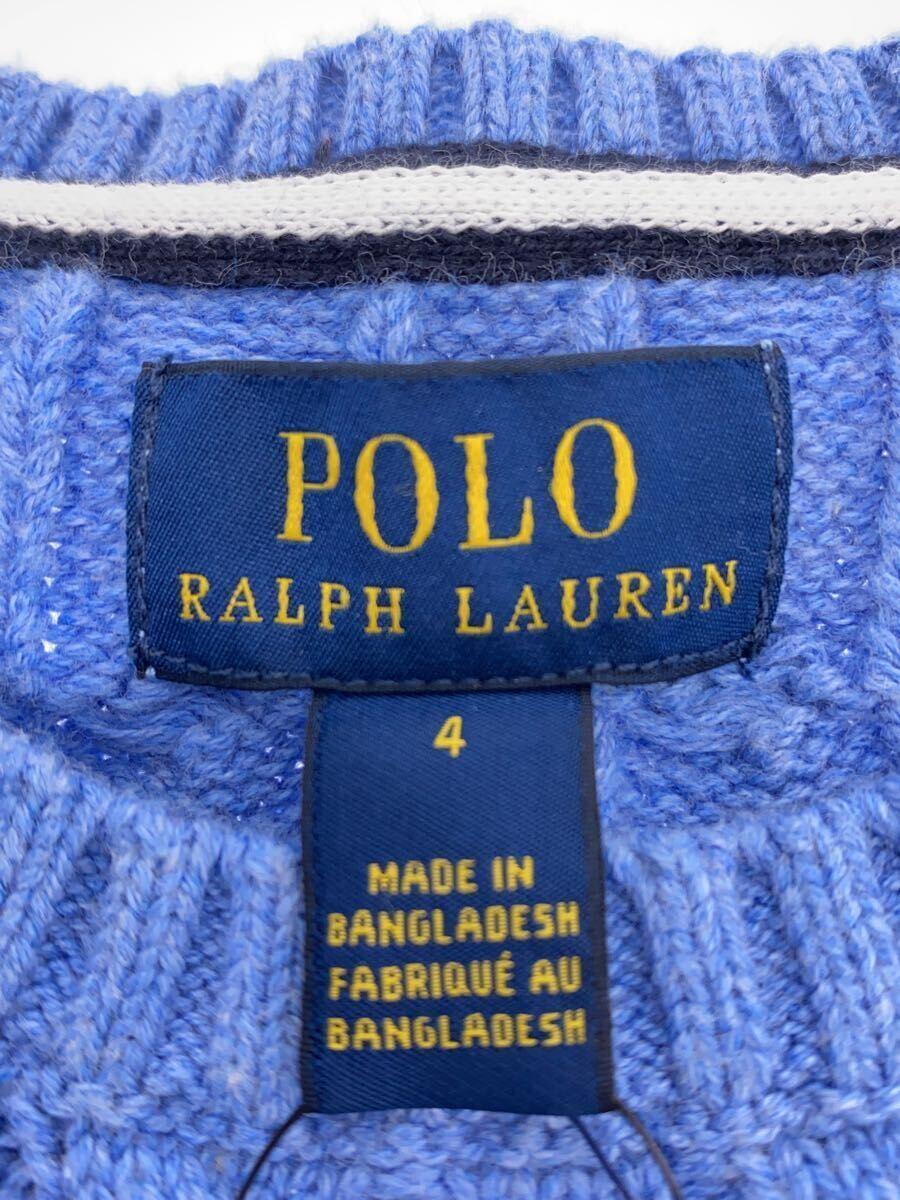 POLO
RALPH LAUREN
4
MADE IN
BANGLADESH
FABRIQUÉ AU
BANGLADESH